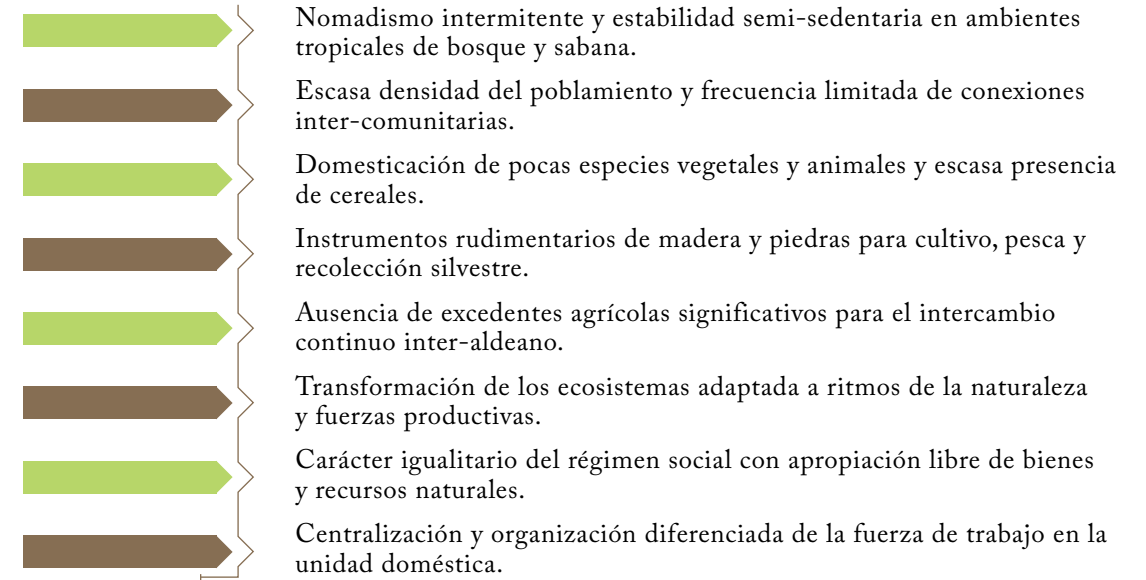 Nomadismo intermitente y estabilidad semi-sedentaria en ambientes
tropicales de bosque y sabana.
Escasa densidad del poblamiento y frecuencia limitada de conexiones
inter-comunitarias.
Domesticación de pocas especies vegetales y animales y escasa presencia
de cereales.
Instrumentos rudimentarios de madera y piedras para cultivo, pesca y
recolección silvestre.
Ausencia de excedentes agrícolas significativos para el intercambio
continuo inter-aldeano.
Transformación de los ecosistemas adaptada a ritmos de la naturaleza
y fuerzas productivas.
Carácter igualitario del régimen social con apropiación libre de bienes
y recursos naturales.
Centralización y organización diferenciada de la fuerza de trabajo en la
unidad doméstica.